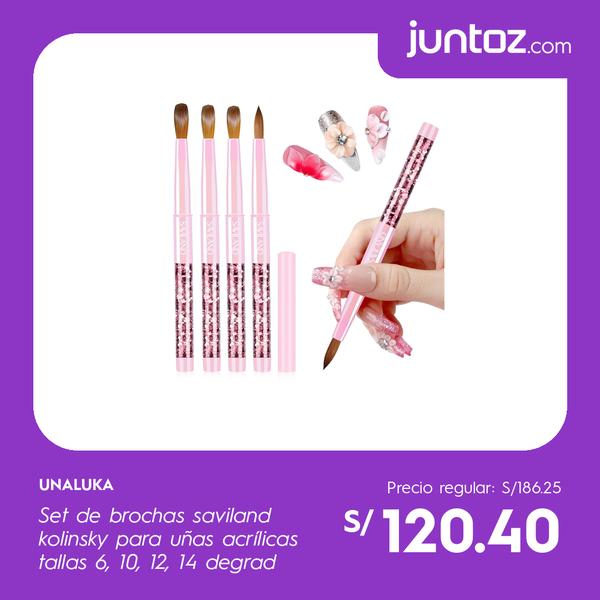 juntoz.com
UNALUKA
Set de brochas saviland
kolinsky para uñas acrílicas
tallas 6, 10, 12, 14 degrad
Precio regular: S/186.25
S/120.40